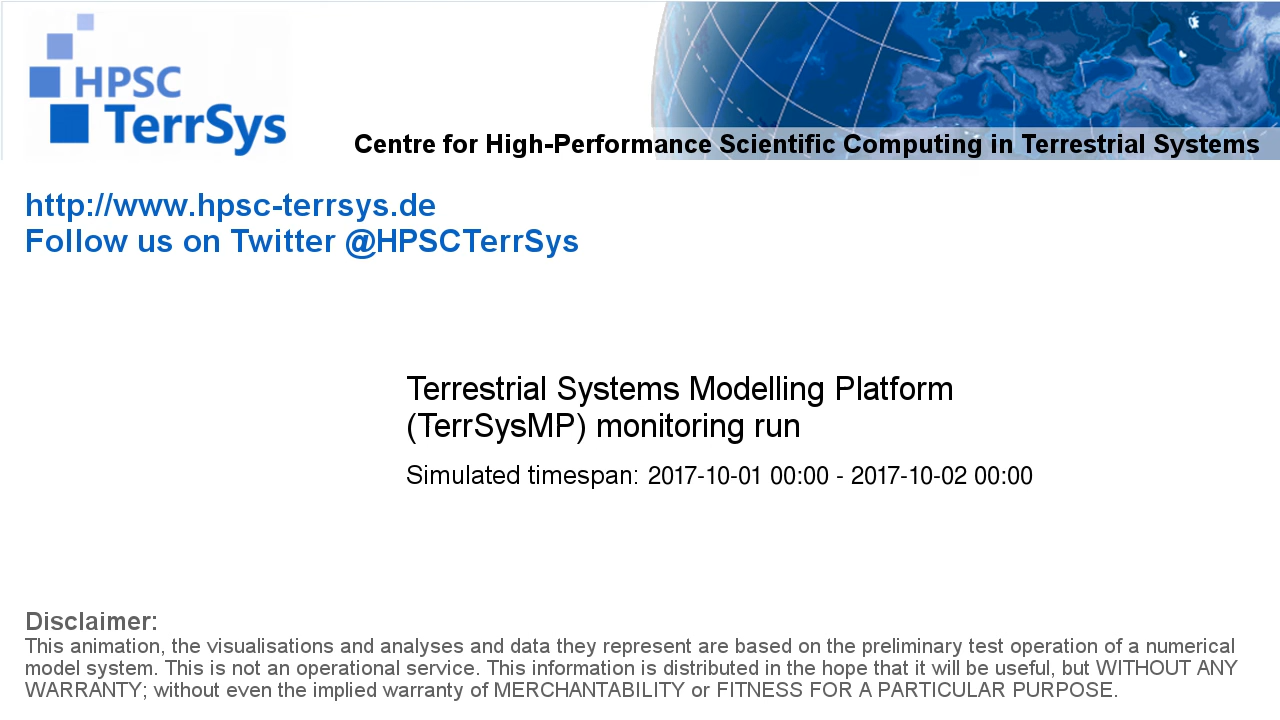 HPSC
TerrSys
Centre for High-Performance Scientific Computing in Terrestrial Systems
http://www.hpsc-terrsys.de
Follow us on Twitter @HPSCTerrSys
Terrestrial Systems Modelling Platform
(TerrSysMP) monitoring run
Simulated timespan: 2017-10-01 00:00 - 2017-10-02 00:00
Disclaimer:
This animation, the visualisations and analyses and data they represent are based on the preliminary test operation of a numerical
model system. This is not an operational service. This information is distributed in the hope that it will be useful, but WITHOUT ANY
WARRANTY; without even the implied warranty of MERCHANTABILITY or FITNESS FOR A PARTICULAR PURPOSE.